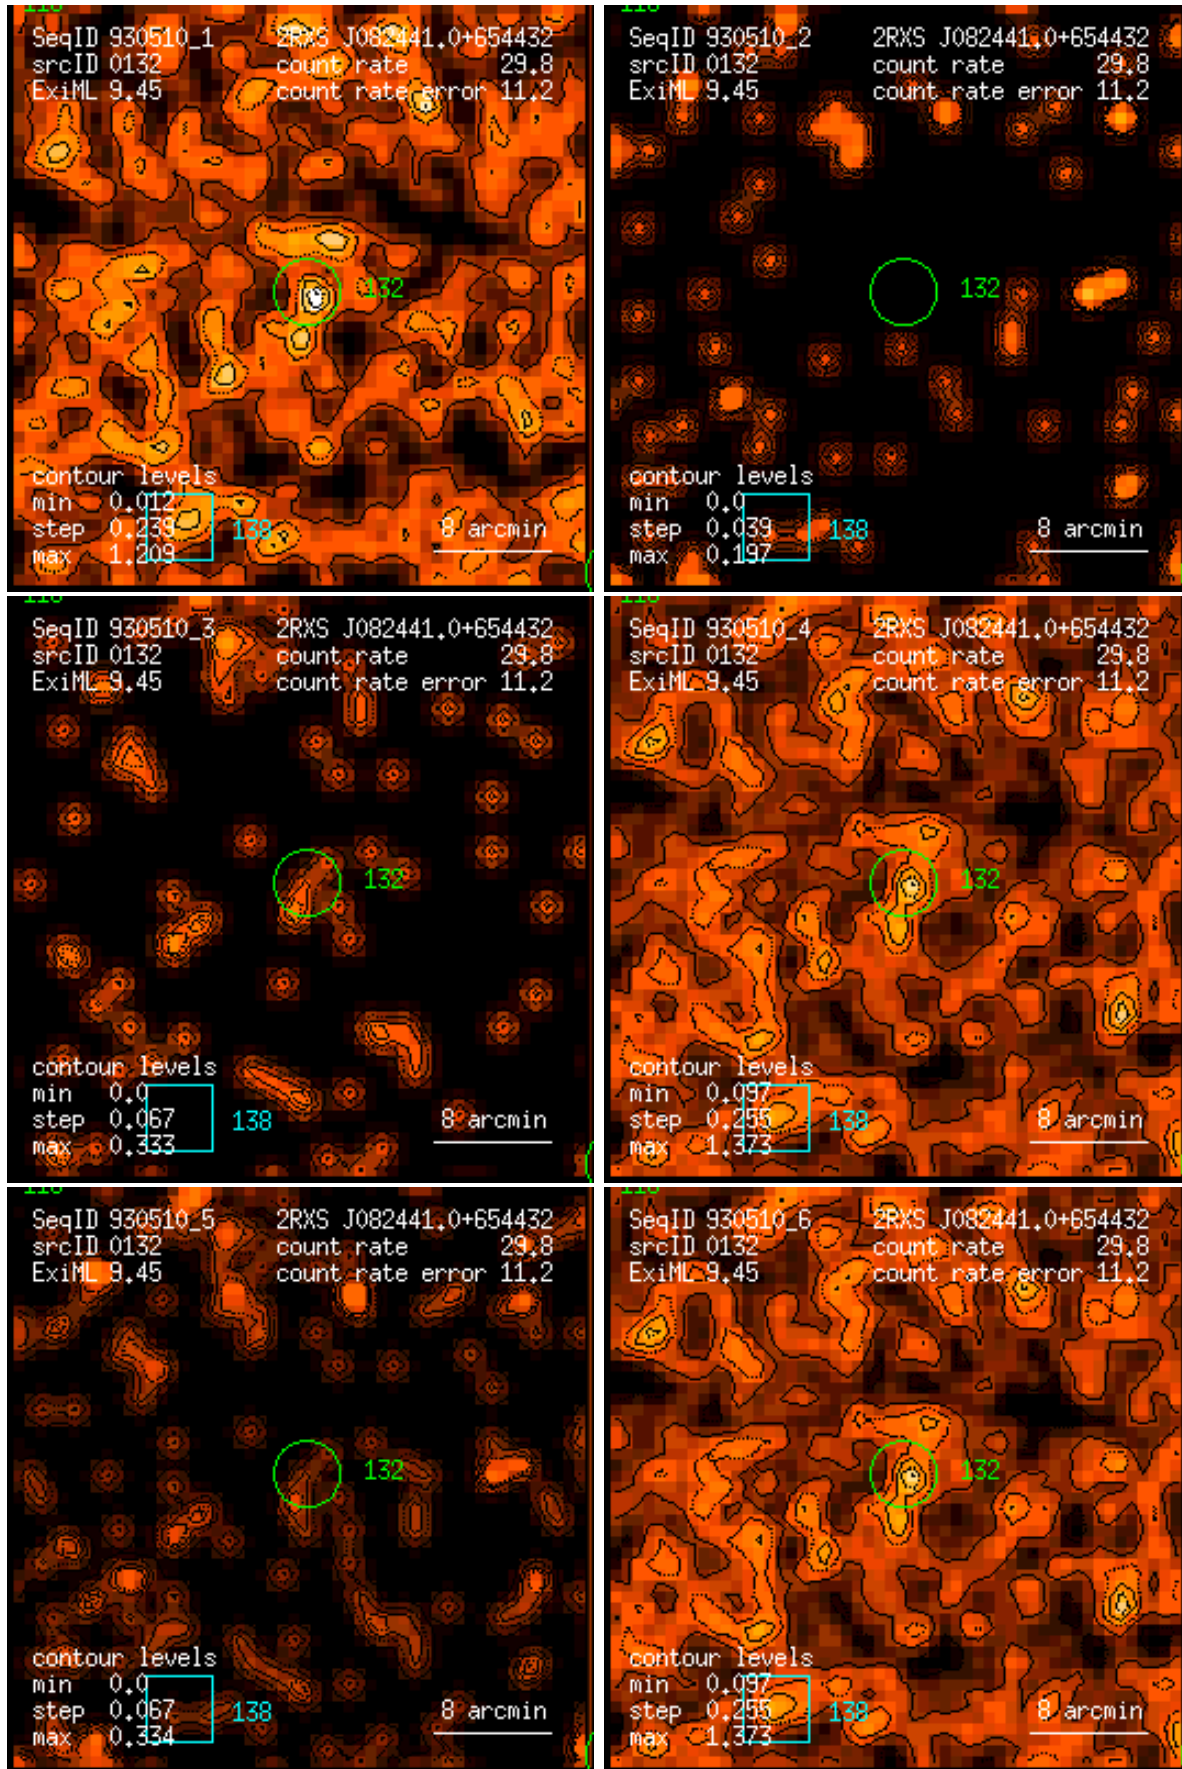 SeqID 930510_1 2RXS J082441.0+654432
srcID 0132 count rate 29.8
ExiML 9.45 count rate error 11.2
132
contour levels
min 0.012
step 0.239 138 8 arcmin
max 1.209
SeqID 930510_2 2RXS J082441.0+654432
srcID 0132 count rate 29.8
ExiML 9.45 count rate error 11.2
132
contour levels
min 0.0
step 0.039 138 8 arcmin
max 0.197
SeqID 930510_3 2RXS J082441.0+654432
srcID 0132 count rate 29.8
ExiML 9.45 count rate error 11.2
132
contour levels
min 0.0
step 0.067 138 8 arcmin
max 0.333
SeqID 930510_4 2RXS J082441.0+654432
srcID 0132 count rate 29.8
ExiML 9.45 count rate error 11.2
132
contour levels
min 0.097
step 0.255 138 8 arcmin
max 1.373
SeqID 930510_5 2RXS J082441.0+654432
srcID 0132 count rate 29.8
ExiML 9.45 count rate error 11.2
132
contour levels
min 0.0
step 0.067 138 8 arcmin
max 0.334
SeqID 930510_6 2RXS J082441.0+654432
srcID 0132 count rate 29.8
ExiML 9.45 count rate error 11.2
132
contour levels
min 0.097
step 0.255 138 8 arcmin
max 1.373